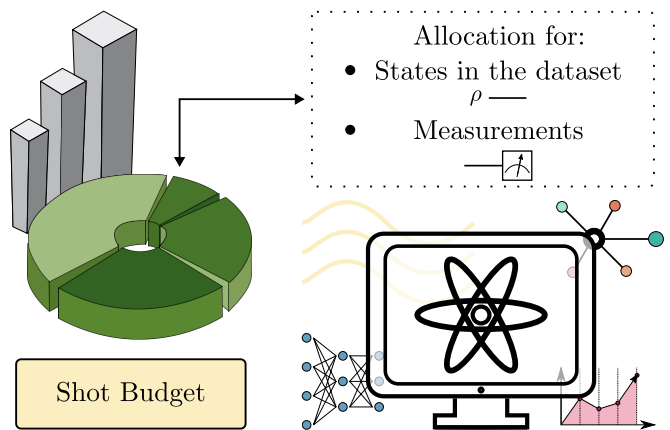 Allocation for:
• States in the dataset
ρ
• Measurements
Shot Budget